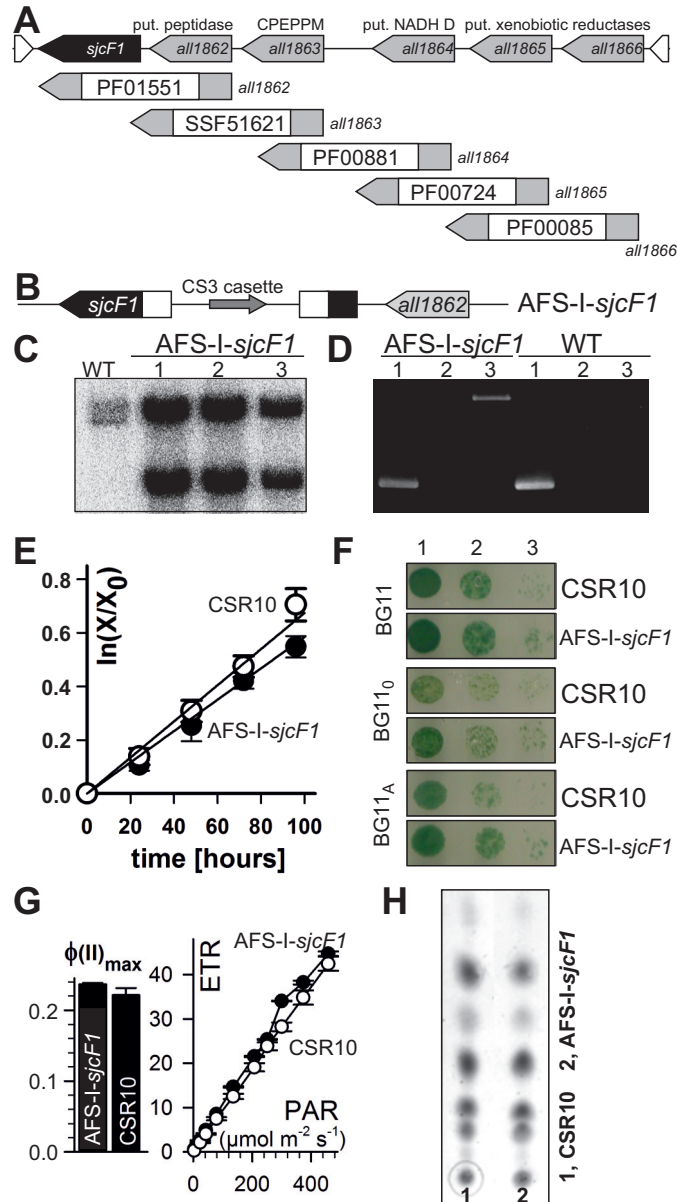 A
put. peptidase CPEPPM put. NADH D put. xenobiotic reductases
sjcF1 all1862 all1863 all1864 all1865 all1866
PF01551 all1862
SSF51621 all1863
PF00881 all1864
PF00724 all1865
PF00085
all1866
B
CS3 casette
sjcF1 all1862 AFS-I-sjcF1
C
AFS-I-sjcF1
WT 1 2 3
D
AFS-I-sjcF1 WT
1 2 3 1 2 3
E
ln(X/X0)
0.8
0.6
0.4
0.2
0.0
CSR10
AFS-I-sjcF1
0 20 40 60 80 100
time [hours]
F
1 2 3
BG11
CSR10
AFS-I-sjcF1
BG110
CSR10
AFS-I-sjcF1
BG11A
CSR10
AFS-I-sjcF1
G
ϕ(II)max
0.2
0.1
0.0
AFS-I-sjcF1
CSR10
ETR
40
30
20
10
0
AFS-I-sjcF1
CSR10
PAR
(µmol m-2 s-1)
0 200 400
H
1, CSR10 2, AFS-I-sjcF1
1 2